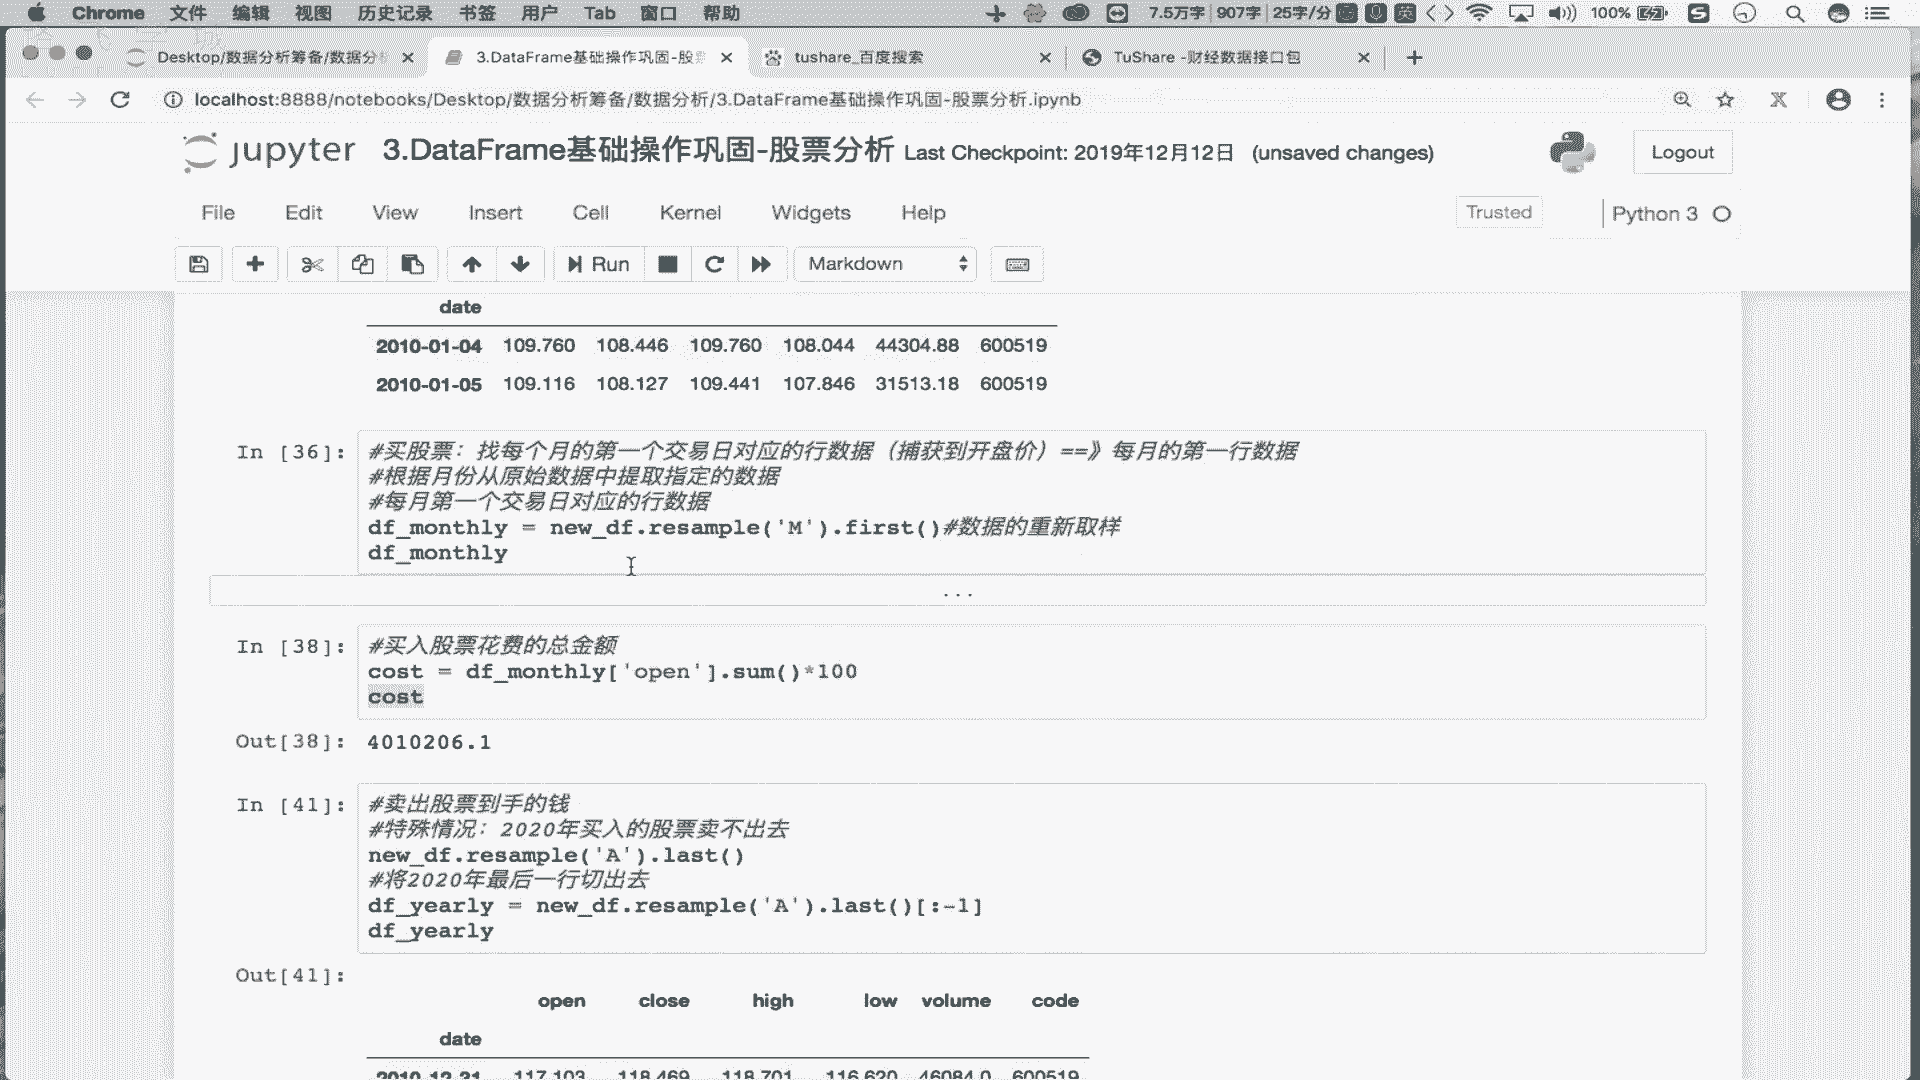 Chrome 文件 编辑 视图 历史记录 书签 用户 Tab 窗口 帮助 7.5万字 907字 25字/分 英 100%
Desktop/数据分析筹备/数据分析 3.DataFrame基础操作巩固-股票 tushare_百度搜索 TuShare -财经数据接口包
localhost:8888/notebooks/Desktop/数据分析筹备/数据分析/3.DataFrame基础操作巩固-股票分析.ipynb
jupyter 3.DataFrame基础操作巩固-股票分析 Last Checkpoint: 2019年12月12日 (unsaved changes) Logout
File Edit View Insert Cell Kernel Widgets Help Trusted Python 3
Run Markdown
date
2010-01-04 109.760 108.446 109.760 108.044 44304.88 600519
2010-01-05 109.116 108.127 109.441 107.846 31513.18 600519
In [36]: #买股票：找每个月的第一个交易日对应的行数据（捕获到开盘价）==》每月的第一行数据
#根据月份从原始数据中提取指定的数据
#每月第一个交易日对应的行数据
df_monthly = new_df.resample('M').first()#数据的重新取样
df_monthly
...
In [38]: #买入股票花费的总金额
cost = df_monthly['open'].sum()*100
cost
Out[38]: 4010206.1
In [41]: #卖出股票到手的钱
#特殊情况：2020年买入的股票卖不出去
new_df.resample('A').last()
#将2020年最后一行切出去
df_yearly = new_df.resample('A').last()[:-1]
df_yearly
Out[41]:
open close high low volume code
date
2010-12-31 117.103 118.469 118.701 116.620 46084.0 600519